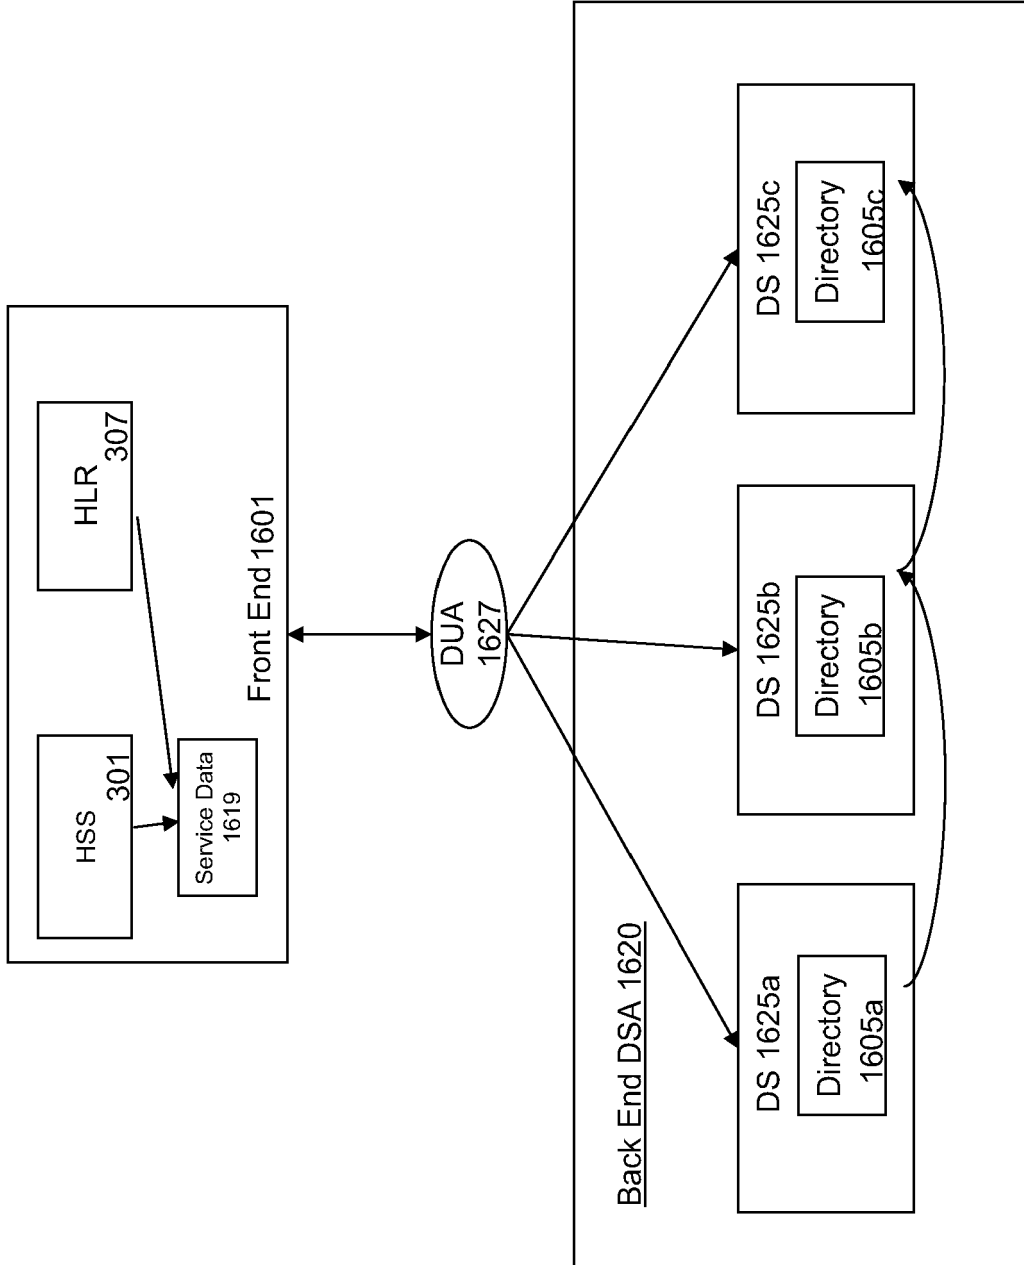 HSS
301
HLR
307
Service Data
1619
Front End 1601
DUA
1627
Back End DSA 1620
DS 1625a
Directory
1605a
DS 1625b
Directory
1605b
DS 1625c
Directory
1605c